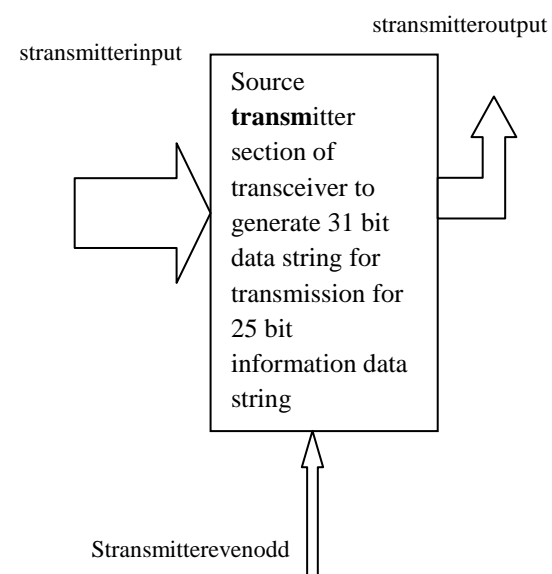 stransmitteroutput
stransmitterinput
Source
transmitter
section of
transceiver to
generate 31 bit
data string for
transmission for
25 bit
information data
string
Stransmitterevenodd